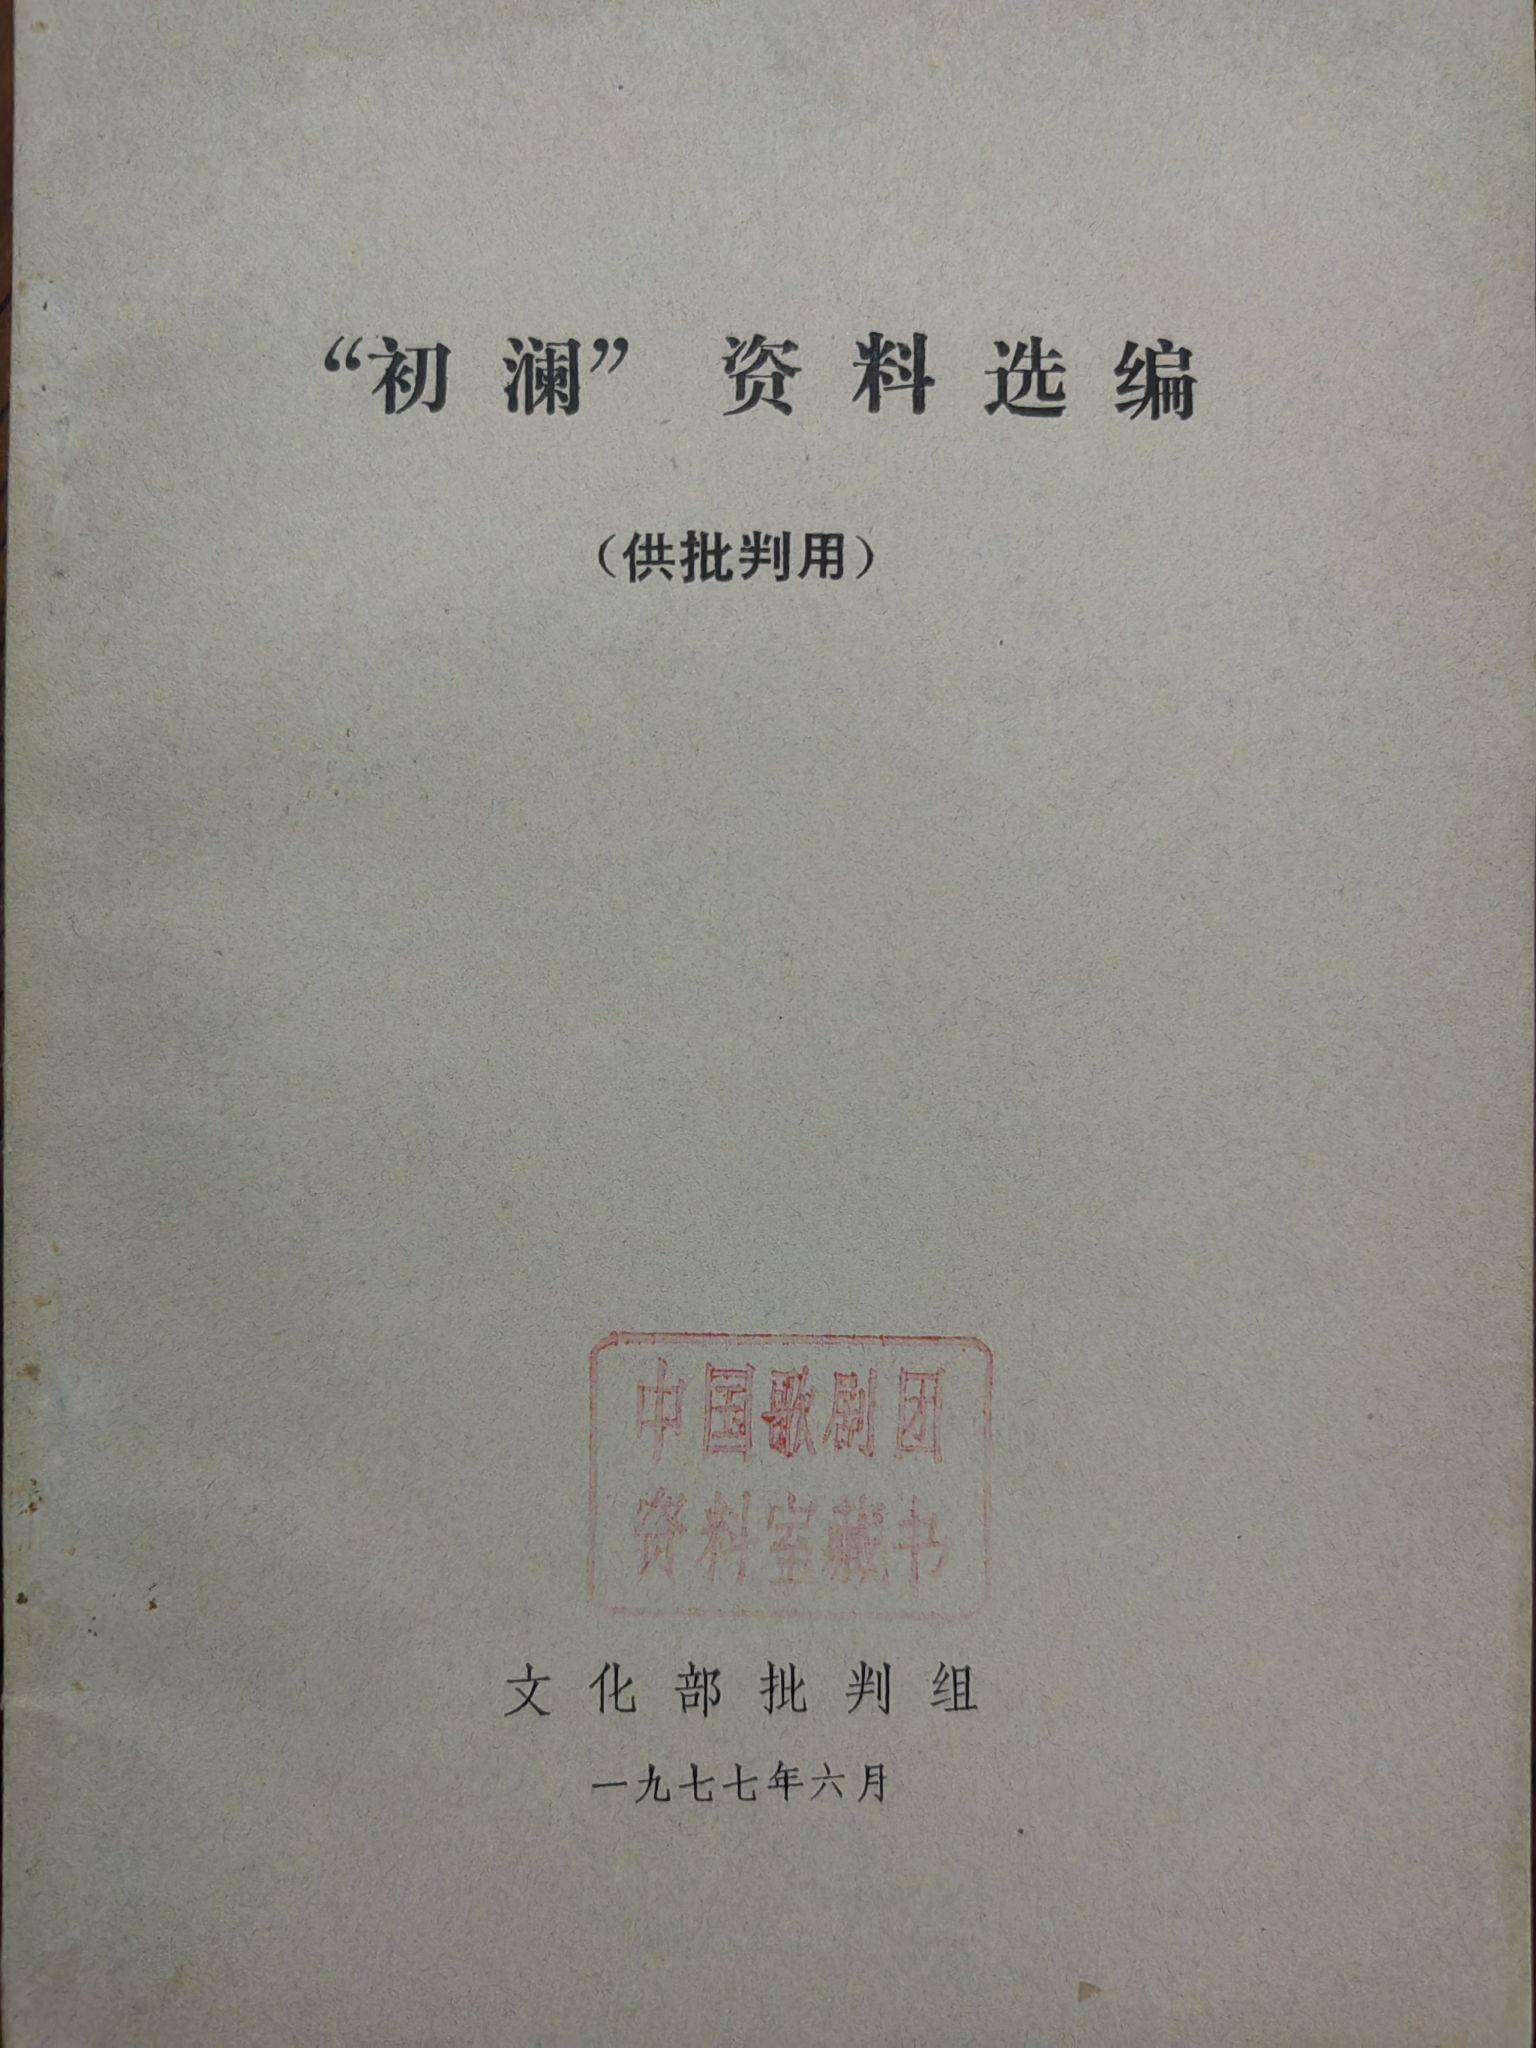 “初澜”资料选编
（供批判用）
中国歌剧团
资料室藏书
文化部批判组
一九七七年六月